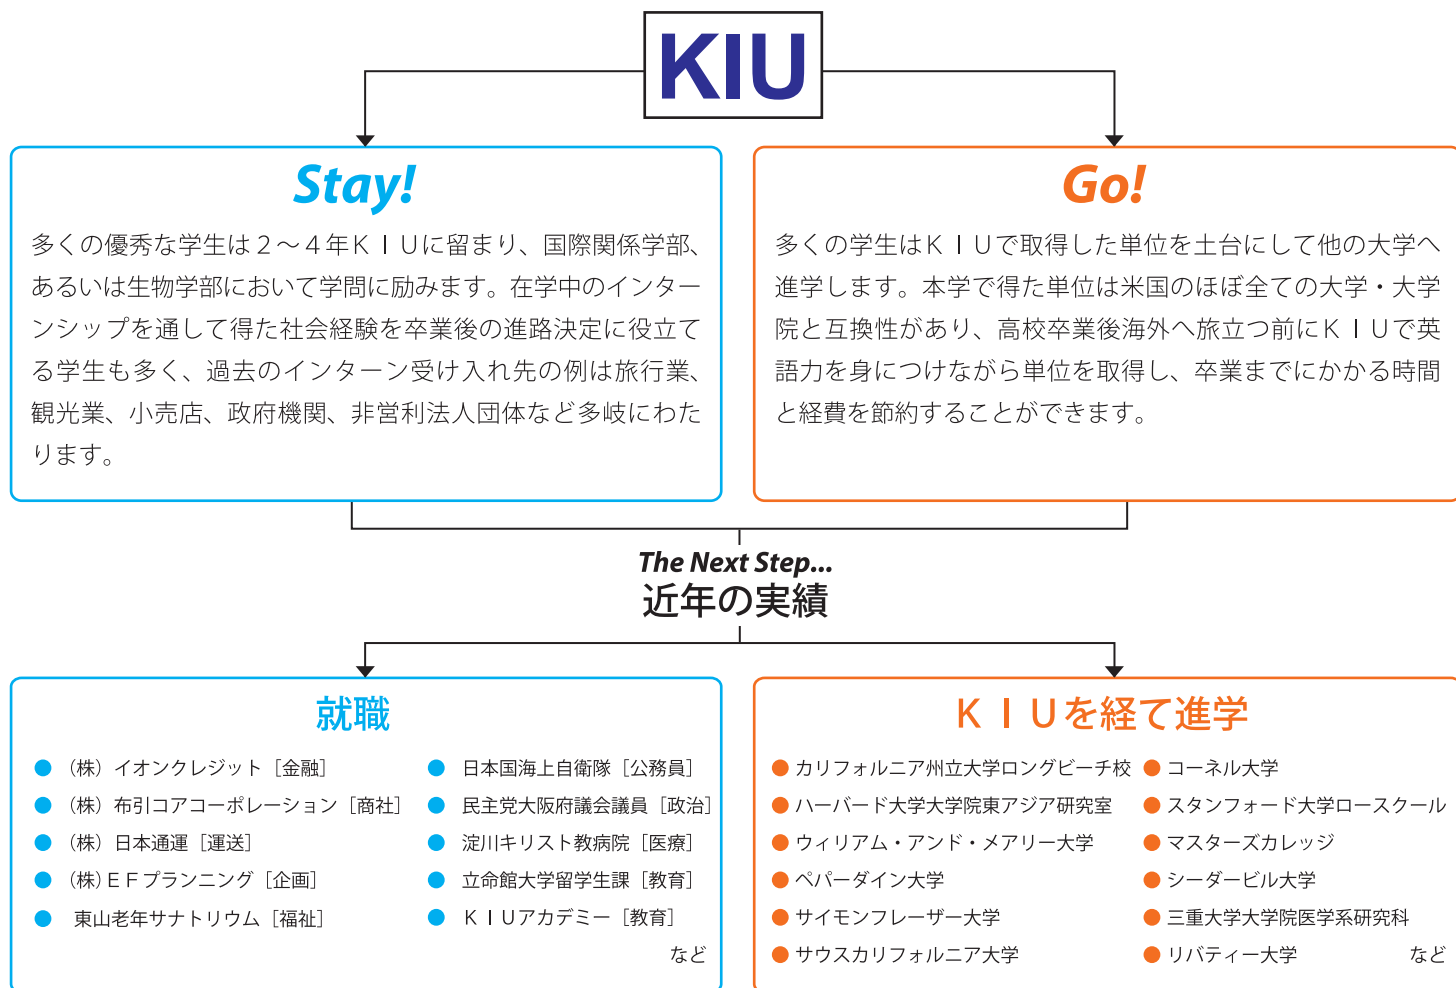 KIU
Stay!
多くの優秀な学生は２～４年ＫＩＵに留まり、国際関係学部、
あるいは生物学部において学問に励みます。在学中のインター
ンシップを通して得た社会経験を卒業後の進路決定に役立て
る学生も多く、過去のインターン受け入れ先の例は旅行業、
観光業、小売店、政府機関、非営利法人団体など多岐にわた
ります。
Go!
多くの学生はＫＩＵで取得した単位を土台にして他の大学へ
進学します。本学で得た単位は米国のほぼ全ての大学・大学
院と互換性があり、高校卒業後海外へ旅立つ前にＫＩＵで英
語力を身につけながら単位を取得し、卒業までにかかる時間
と経費を節約することができます。
The Next Step...
近年の実績
就職
● （株）イオンクレジット［金融］
● （株）布引コアコーポレーション［商社］
● （株）日本通運［運送］
● （株）ＥＦプランニング［企画］
● 東山老年サナトリウム［福祉］
● 日本国海上自衛隊［公務員］
● 民主党大阪府議会議員［政治］
● 淀川キリスト教病院［医療］
● 立命館大学留学生課［教育］
● ＫＩＵアカデミー［教育］
など
ＫＩＵを経て進学
● カリフォルニア州立大学ロングビーチ校
● ハーバード大学大学院東アジア研究室
● ウィリアム・アンド・メアリー大学
● ペパーダイン大学
● サイモンフレーザー大学
● サウスカリフォルニア大学
● コーネル大学
● スタンフォード大学ロースクール
● マスターズカレッジ
● シーダービル大学
● 三重大学大学院医学系研究科
● リバティー大学 など